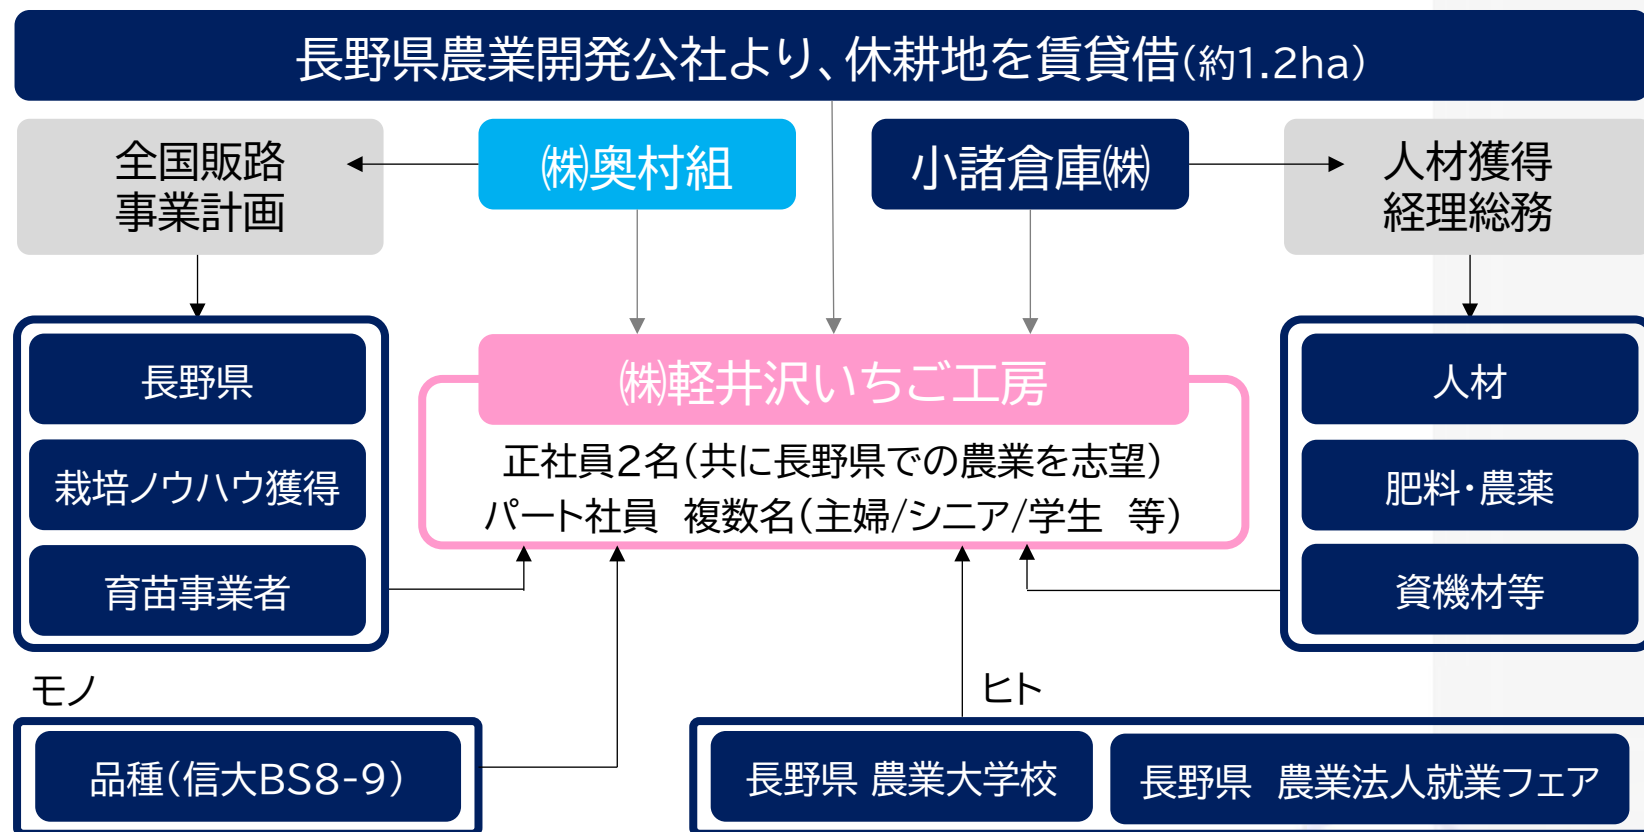 長野県農業開発公社より、休耕地を賃貸借(約1.2ha)
全国販路
事業計画
㈱奥村組
小諸倉庫㈱
人材獲得
経理総務
長野県
栽培ノウハウ獲得
育苗事業者
㈱軽井沢いちご工房
正社員2名(共に長野県での農業を志望)
パート社員　複数名(主婦/シニア/学生　等)
人材
肥料・農薬
資機材等
モノ
品種(信大BS8-9)
ヒト
長野県 農業大学校
長野県　農業法人就業フェア